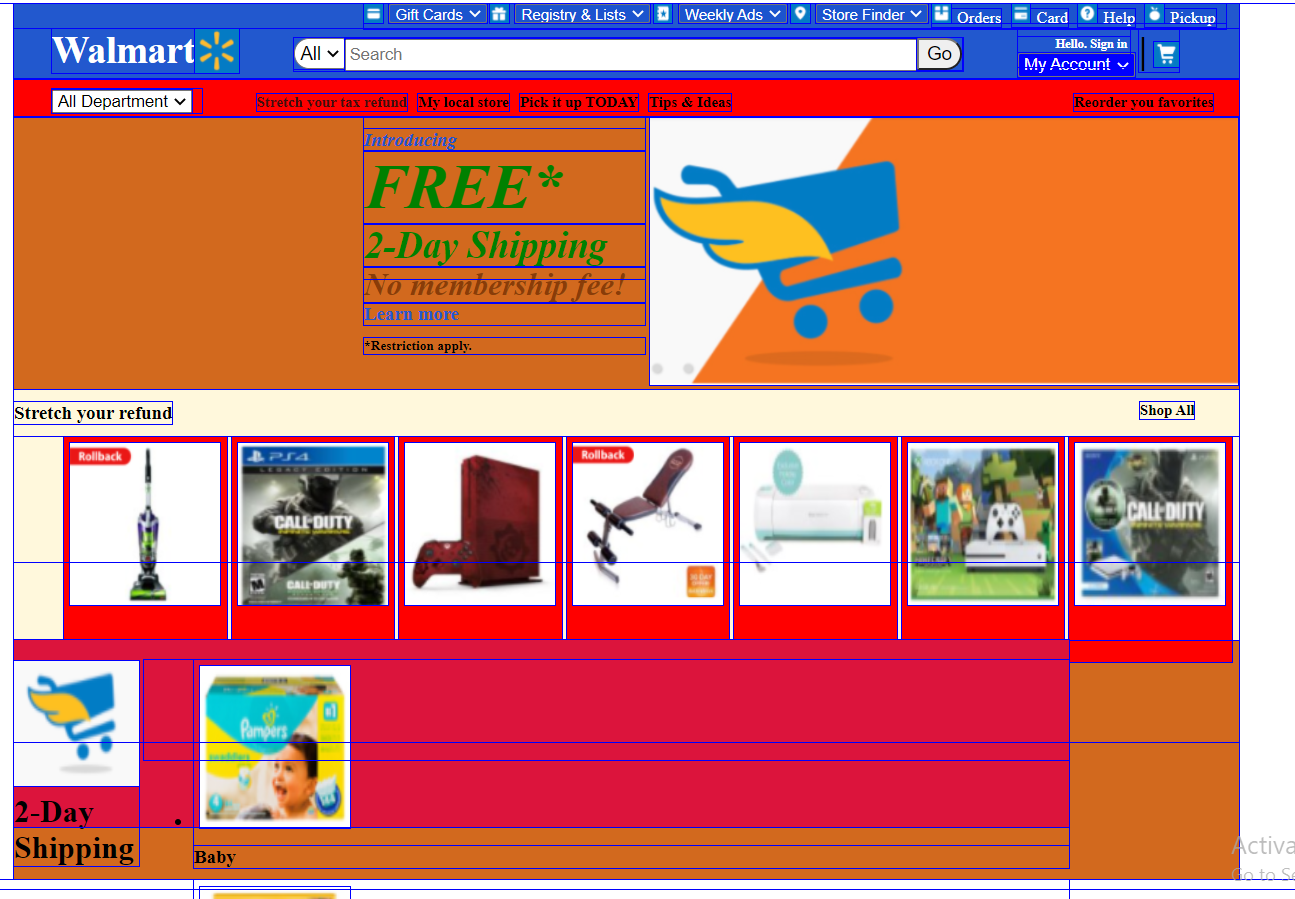 Gift Cards Registry & Lists Weekly Ads Store Finder Orders Card Help Pickup
Walmart All Search Go Hello. Sign in
My Account
All Department Stretch your tax refund My local store Pick it up TODAY Tips & Ideas Reorder you favorites
Introducing
FREE*
2-Day Shipping
No membership fee!
Learn more
*Restriction apply.
Stretch your refund Shop All
Rollback
PS4
LEGACY EDITION
CALL OF DUTY
CALL OF DUTY
Rollback
CALL OF DUTY
Pampers
2-Day
Shipping
Baby
Activa
Go to Se